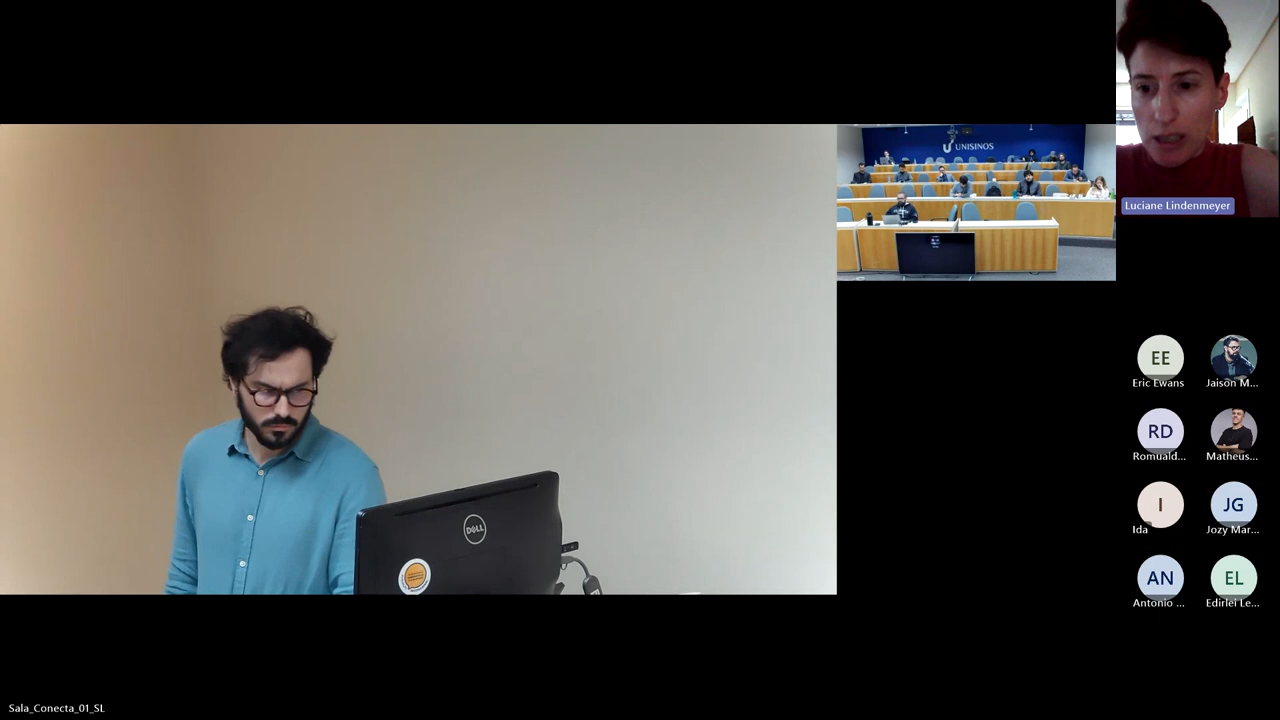 UNISINOS
Luciane Lindenmeyer
DELL
EE
Eric Ewans
Jaison M...
RD
Romuald...
Matheus...
I
Ida
JG
Jozy Mar...
AN
Antonio ...
EL
Edirlei Le...
Sala_Conecta_01_SL